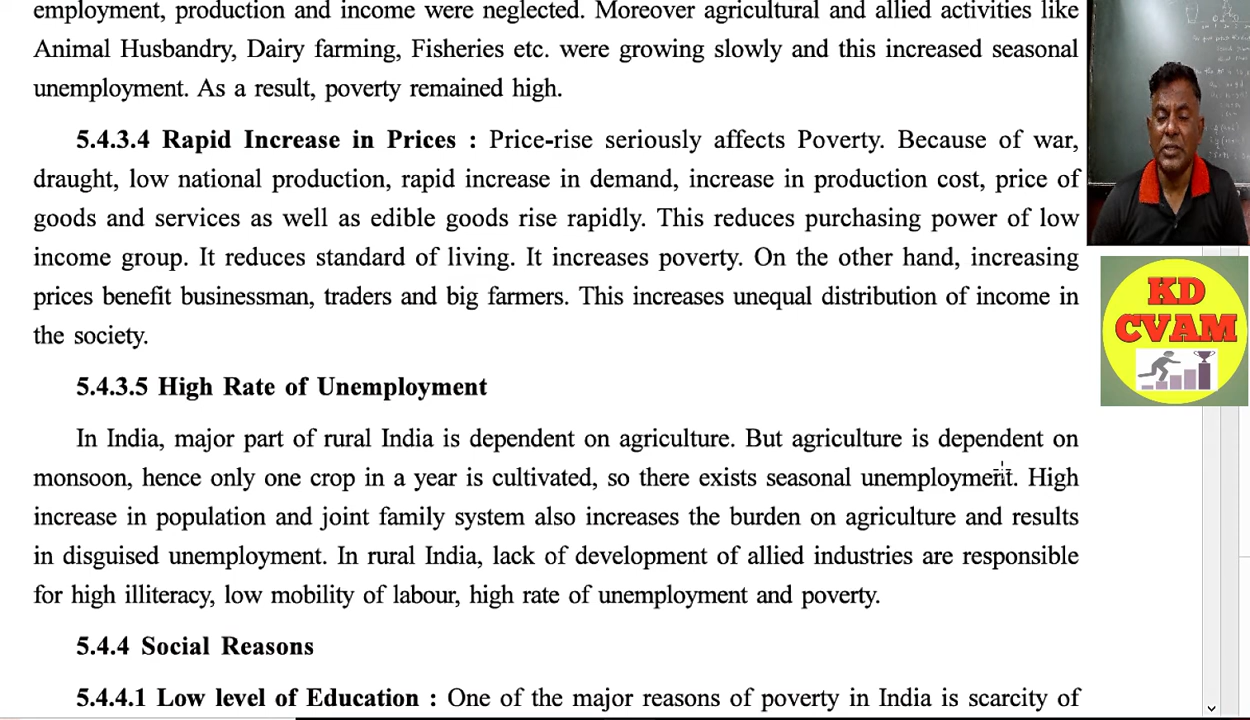 employment, production and income were neglected. Moreover agricultural and allied activities like
Animal Husbandry, Dairy farming, Fisheries etc. were growing slowly and this increased seasonal
unemployment. As a result, poverty remained high.
5.4.3.4 Rapid Increase in Prices : Price-rise seriously affects Poverty. Because of war,
draught, low national production, rapid increase in demand, increase in production cost, price of
goods and services as well as edible goods rise rapidly. This reduces purchasing power of low
income group. It reduces standard of living. It increases poverty. On the other hand, increasing
prices benefit businessman, traders and big farmers. This increases unequal distribution of income in
the society.
5.4.3.5 High Rate of Unemployment
In India, major part of rural India is dependent on agriculture. But agriculture is dependent on
monsoon, hence only one crop in a year is cultivated, so there exists seasonal unemployment. High
increase in population and joint family system also increases the burden on agriculture and results
in disguised unemployment. In rural India, lack of development of allied industries are responsible
for high illiteracy, low mobility of labour, high rate of unemployment and poverty.
5.4.4 Social Reasons
5.4.4.1 Low level of Education : One of the major reasons of poverty in India is scarcity of
KD
CVAM